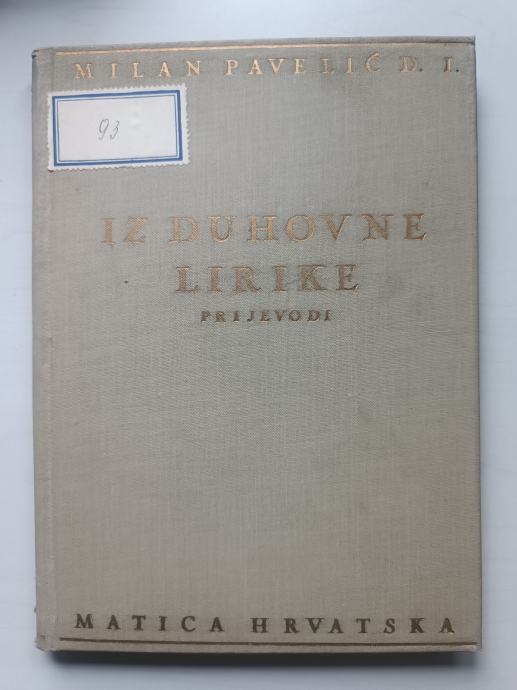 MILAN PAVELIĆ D. I.
93
IZ DUHOVNE
LIRIKE
PRIJEVODI
MATICA HRVATSKA